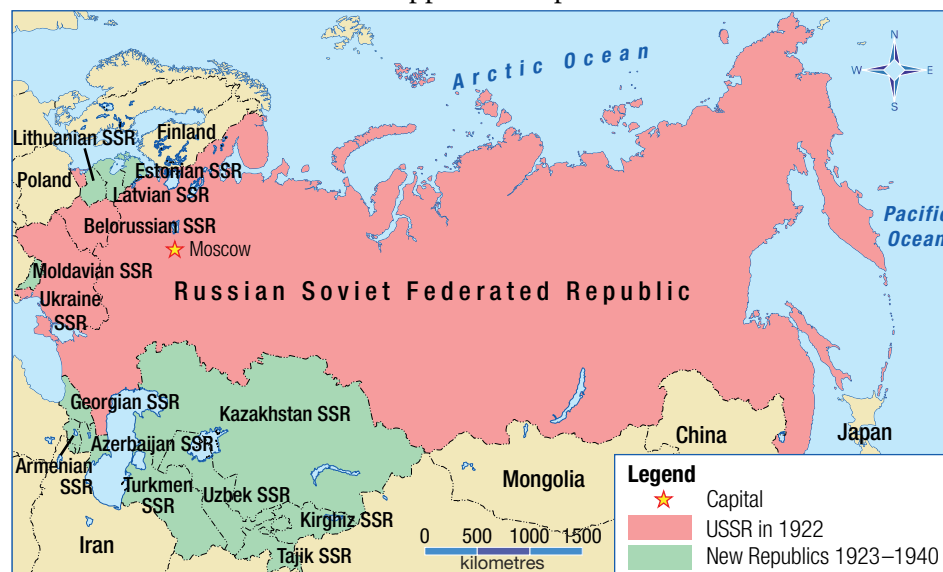 Arctic Ocean
N
W E
S
Lithuanian SSR
Finland
Poland
Estonian SSR
Latvian SSR
Belorussian SSR
Moscow
Pacific
Ocean
Moldavian SSR
Ukraine
SSR
Russian Soviet Federated Republic
Georgian SSR
Kazakhstan SSR
Azerbaijan SSR
Armenian
SSR
Turkmen
SSR
Uzbek SSR
Kirghiz SSR
Tajik SSR
Iran
Mongolia
China
Japan
0 500 1000 1500
kilometres
Legend
Capital
USSR in 1922
New Republics 1923–1940